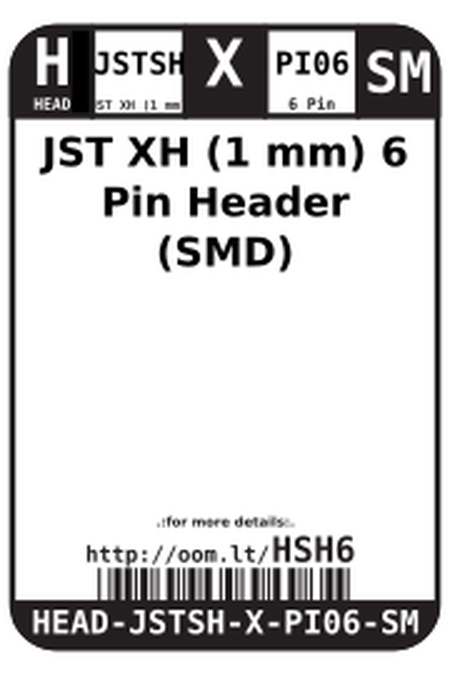 H JSTSH X PI06 SM
HEAD ST XH (1 mm 6 Pin
JST XH (1 mm) 6
Pin Header
(SMD)
.:for more details:.
http://oom.lt/HSH6
HEAD-JSTSH-X-PI06-SM